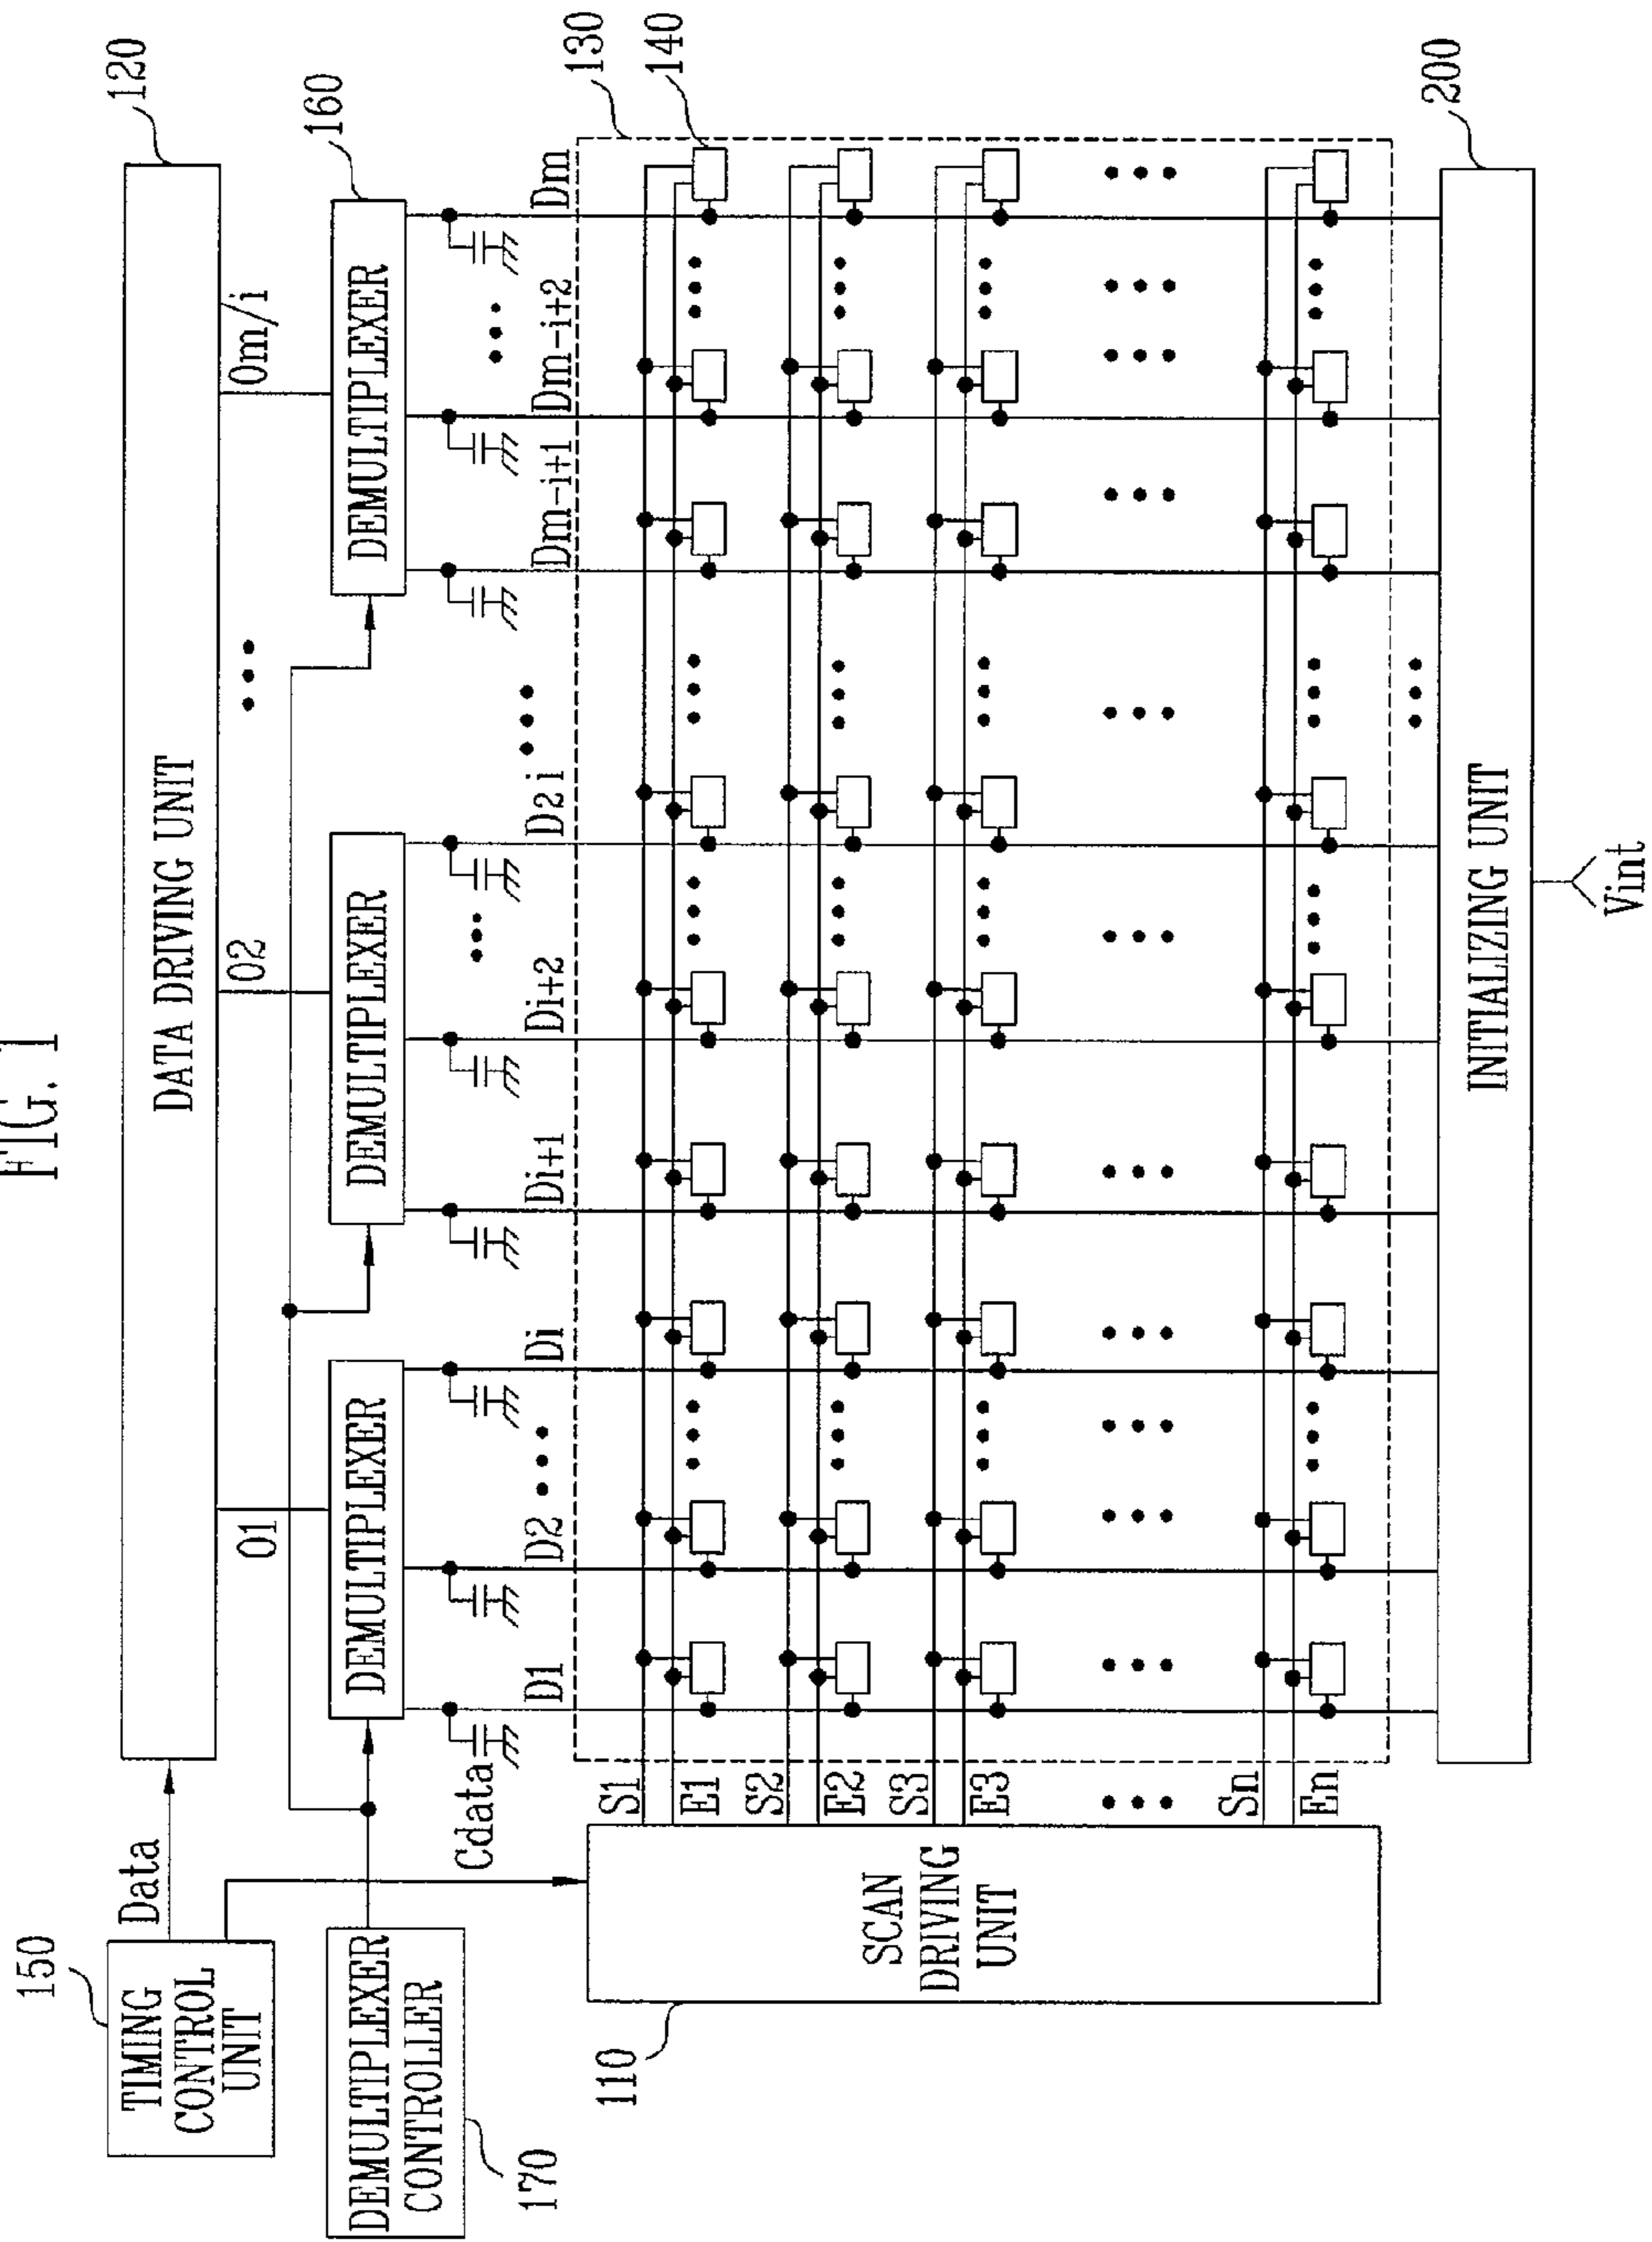 FIG. 1
150
TIMING
CONTROL
UNIT
Data
DATA DRIVING UNIT
120
O1
O2
Om/i
DEMULTIPLEXER
CONTROLLER
170
DEMULTIPLEXER
DEMULTIPLEXER
DEMULTIPLEXER
160
Cdata
D1
D2
Di
Di+1
Di+2
D2i
Dm-i+1
Dm-i+2
Dm
130
140
110
SCAN
DRIVING
UNIT
S1
E1
S2
E2
S3
E3
Sn
En
INITIALIZING UNIT
200
Vint